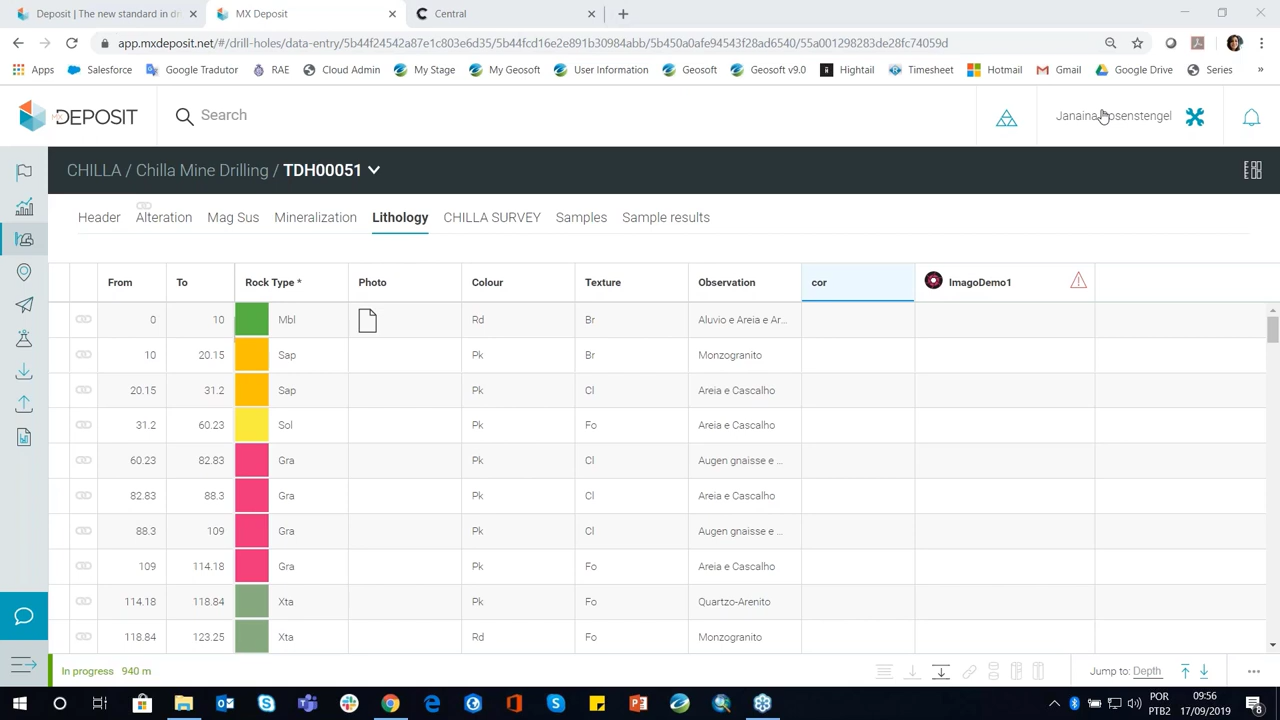 Deposit | The new standard in dr
MX Deposit
Central
app.mxdeposit.net/#/drill-holes/data-entry/5b44f24542a87e1c803e6d35/5b44fcd16e2e891b30984abb/5b450a0afe94543f28ad6540/55a001298283de28fc74059d
Apps Salesforce Google Tradutor RAE Cloud Admin My Stage My Geosoft User Information Geosoft Geosoft v9.0 Hightail Timesheet Hotmail Gmail Google Drive Series »
DEPOSIT Search Janaina Rosenstengel
CHILLA / Chilla Mine Drilling / TDH00051
Header Alteration Mag Sus Mineralization Lithology CHILLA SURVEY Samples Sample results
From To Rock Type * Photo Colour Texture Observation cor ImagoDemo1
0 10 Mbl Rd Br Aluvio e Areia e Ar...
10 20.15 Sap Pk Br Monzogranito
20.15 31.2 Sap Pk Cl Areia e Cascalho
31.2 60.23 Sol Pk Fo Areia e Cascalho
60.23 82.83 Gra Pk Cl Augen gnaisse e ...
82.83 88.3 Gra Pk Cl Areia e Cascalho
88.3 109 Gra Pk Cl Augen gnaisse e ...
109 114.18 Gra Pk Fo Areia e Cascalho
114.18 118.84 Xta Pk Fo Quartzo-Arenito
118.84 123.25 Xta Rd Fo Monzogranito
In progress 940 m Jump to: Depth
POR 09:56
PTB2 17/09/2019 8